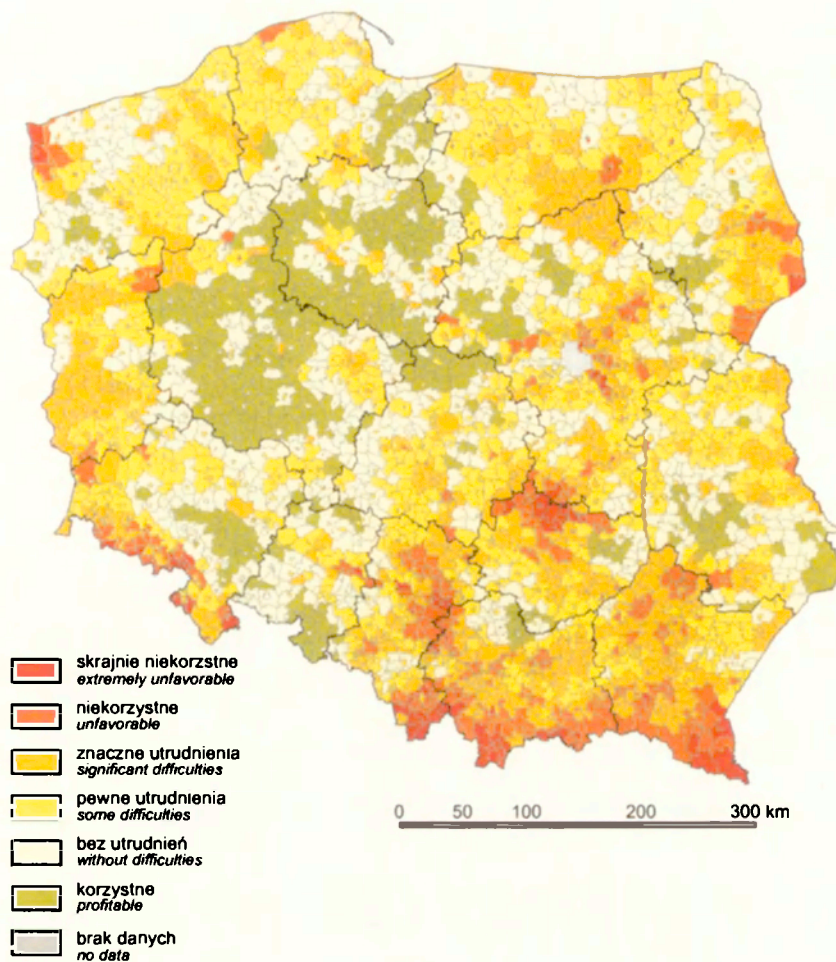 skrajnie niekorzstne
extremely unfavorable
niekorzystne
unfavorable
znaczne utrudnienia
significant difficulties
pewne utrudnienia
some difficulties
bez utrudnień
without difficulties
korzystne
profitable
brak danych
no data
0 50 100 200 300 km